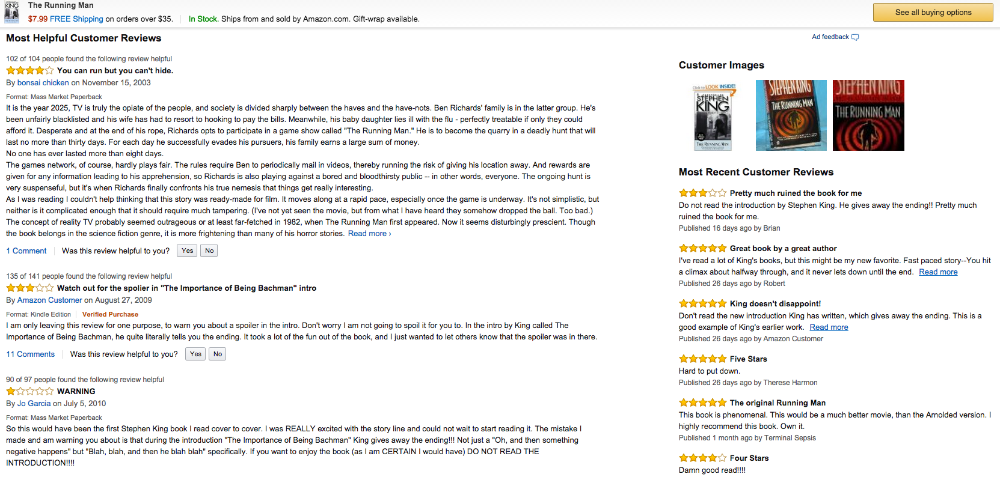 The Running Man
$7.99 FREE Shipping on orders over $35. In Stock. Ships from and sold by Amazon.com. Gift-wrap available.
See all buying options
Most Helpful Customer Reviews
102 of 104 people found the following review helpful
You can run but you can't hide.
By bonsai chicken on November 15, 2003
Format: Mass Market Paperback
It is the year 2025, TV is truly the opiate of the people, and society is divided sharply between the haves and the have-nots. Ben Richards' family is in the latter group. He's
been unfairly blacklisted and his wife has had to resort to hooking to pay the bills. Meanwhile, his baby daughter lies ill with the flu - perfectly treatable if only they could
afford it. Desperate and at the end of his rope, Richards opts to participate in a game show called "The Running Man." He is to become the quarry in a deadly hunt that will
last no more than thirty days. For each day he successfully evades his pursuers, his family earns a large sum of money.
No one has ever lasted more than eight days.
The games network, of course, hardly plays fair. The rules require Ben to periodically mail in videos, thereby running the risk of giving his location away. And rewards are
given for any information leading to his apprehension, so Richards is also playing against a bored and bloodthirsty public -- in other words, everyone. The ongoing hunt is
very suspenseful, but it's when Richards finally confronts his true nemesis that things get really interesting.
As I was reading I couldn't help thinking that this story was ready-made for film. It moves along at a rapid pace, especially once the game is underway. It's not simplistic, but
neither is it complicated enough that it should require much tampering. (I've not yet seen the movie, but from what I have heard they somehow dropped the ball. Too bad.)
The concept of reality TV probably seemed outrageous or at least far-fetched in 1982, when The Running Man first appeared. Now it seems disturbingly prescient. Though
the book belongs in the science fiction genre, it is more frightening than many of his horror stories. Read more ›
1 Comment Was this review helpful to you? Yes No
135 of 141 people found the following review helpful
Watch out for the spolier in "The Importance of Being Bachman" intro
By Amazon Customer on August 27, 2009
Format: Kindle Edition Verified Purchase
I am only leaving this review for one purpose, to warn you about a spoiler in the intro. Don't worry I am not going to spoil it for you to. In the intro by King called The
Importance of Being Bachman, he quite literally tells you the ending. It took a lot of the fun out of the book, and I just wanted to let others know that the spoiler was in there.
11 Comments Was this review helpful to you? Yes No
90 of 97 people found the following review helpful
WARNING
By Jo Garcia on July 5, 2010
Format: Mass Market Paperback
So this would have been the first Stephen King book I read cover to cover. I was REALLY excited with the story line and could not wait to start reading it. The mistake I
made and am warning you about is that during the introduction "The Importance of Being Bachman" King gives away the ending!!! Not just a "Oh, and then something
negative happens" but "Blah, blah, and then he blah blah" specifically. If you want to enjoy the book (as I am CERTAIN I would have) DO NOT READ THE
INTRODUCTION!!!!
Ad feedback
Customer Images
Click to LOOK INSIDE!
STEPHEN
KING
THE RUNNING MAN
STEPHEN KING
THE RUNNING MAN
STEPHEN KING
THE RUNNING MAN
Most Recent Customer Reviews
Pretty much ruined the book for me
Do not read the introduction by Stephen King. He gives away the ending!! Pretty much
ruined the book for me.
Published 16 days ago by Brian
Great book by a great author
I've read a lot of King's books, but this might be my new favorite. Fast paced story--You hit
a climax about halfway through, and it never lets down until the end. Read more
Published 26 days ago by Robert
King doesn't disappoint!
Don't read the new introduction King has written, which gives away the ending. This is a
good example of King's earlier work. Read more
Published 26 days ago by Amazon Customer
Five Stars
Hard to put down.
Published 26 days ago by Therese Harmon
The original Running Man
This book is phenomenal. This would be a much better movie, than the Arnolded version. I
highly recommend this book. Own it.
Published 1 month ago by Terminal Sepsis
Four Stars
Damn good read!!!!